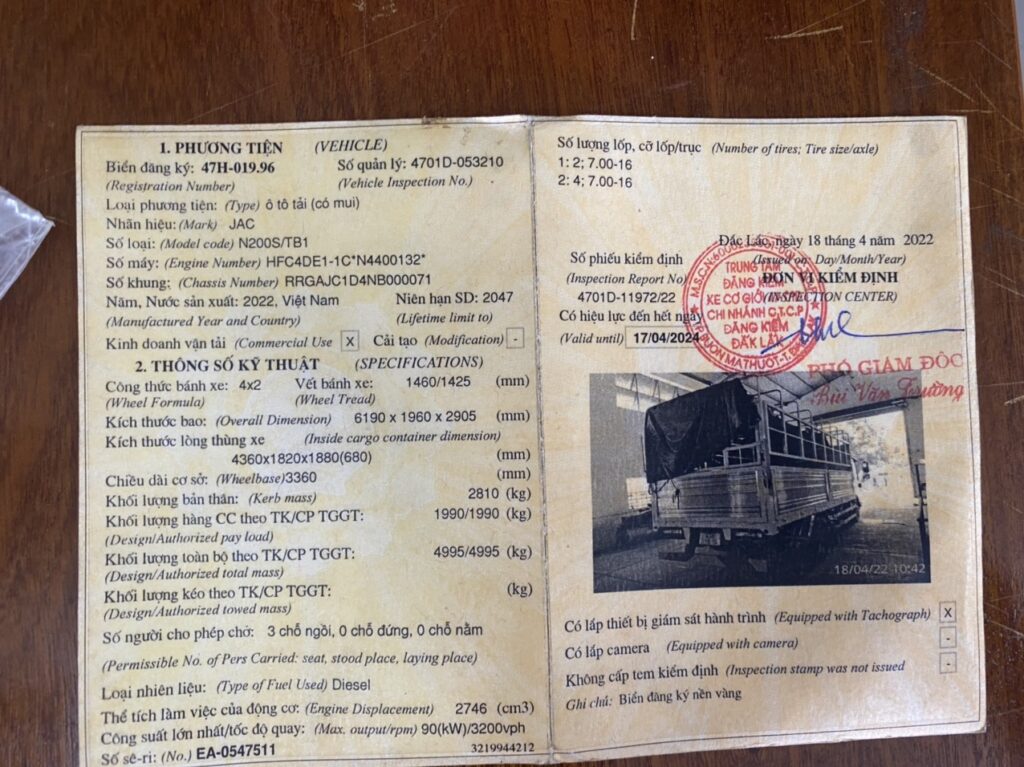 1. PHƯƠNG TIỆN (VEHICLE)
Biển đăng ký: 47H-019.96 Số quản lý: 4701D-053210
(Registration Number) (Vehicle Inspection No.)
Loại phương tiện: (Type) ô tô tải (có mui)
Nhãn hiệu: (Mark) JAC
Số loại: (Model code) N200S/TB1
Số máy: (Engine Number) HFC4DE1-1C*N4400132*
Số khung: (Chassis Number) RRGAJC1D4NB000071
Năm, Nước sản xuất: 2022, Việt Nam Niên hạn SD: 2047
(Manufactured Year and Country) (Lifetime limit to)
Kinh doanh vận tải (Commercial Use X Cải tạo (Modification) -
2. THÔNG SỐ KỸ THUẬT (SPECIFICATIONS)
Công thức bánh xe: 4x2 Vết bánh xe: 1460/1425 (mm)
(Wheel Formula) (Wheel Tread)
Kích thước bao: (Overall Dimension) 6190 x 1960 x 2905 (mm)
Kích thước lòng thùng xe (Inside cargo container dimension)
4360x1820x1880(680) (mm)
Chiều dài cơ sở: (Wheelbase)3360 (mm)
Khối lượng bản thân: (Kerb mass) 2810 (kg)
Khối lượng hàng CC theo TK/CP TGGT: 1990/1990 (kg)
(Design/Authorized pay load)
Khối lượng toàn bộ theo TK/CP TGGT: 4995/4995 (kg)
(Design/Authorized total mass)
Khối lượng kéo theo TK/CP TGGT: (kg)
(Design/Authorized towed mass)
Số người cho phép chở: 3 chỗ ngồi, 0 chỗ đứng, 0 chỗ nằm
(Permissible No. of Pers Carried: seat, stood place, laying place)
Loại nhiên liệu: (Type of Fuel Used) Diesel
Thể tích làm việc của động cơ: (Engine Displacement) 2746 (cm3)
Công suất lớn nhất/tốc độ quay: (Max. output/rpm) 90(kW)/3200vph
Số sê-ri: (No.) EA-0547511 3219944212
Số lượng lốp, cỡ lốp/trục (Number of tires; Tire size/axle)
1: 2; 7.00-16
2: 4; 7.00-16
Đắc Lắc, ngày 18 tháng 4 năm 2022
Số phiếu kiểm định (Issued on: Day/Month/Year)
(Inspection Report No) ĐƠN VỊ KIỂM ĐỊNH
4701D-11972/22 (INSPECTION CENTER)
Có hiệu lực đến hết ngày
(Valid until) 17/04/2024
TRUNG TÂM
ĐĂNG KIỂM
XE CƠ GIỚI
CHI NHÁNH C.T.C.P
ĐĂNG KIỂM
ĐẮK LẮK
PHÓ GIÁM ĐỐC
Bùi Văn Trường
18/04/22 10:42
Có lắp thiết bị giám sát hành trình (Equipped with Tachograph) X
Có lắp camera (Equipped with camera) -
Không cấp tem kiểm định (Inspection stamp was not issued -
Ghi chú: Biển đăng ký nền vàng